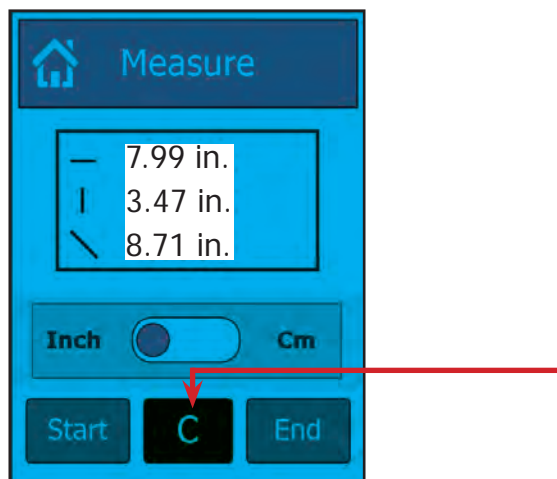 Measure
7.99 in.
3.47 in.
8.71 in.
Inch Cm
Start C End